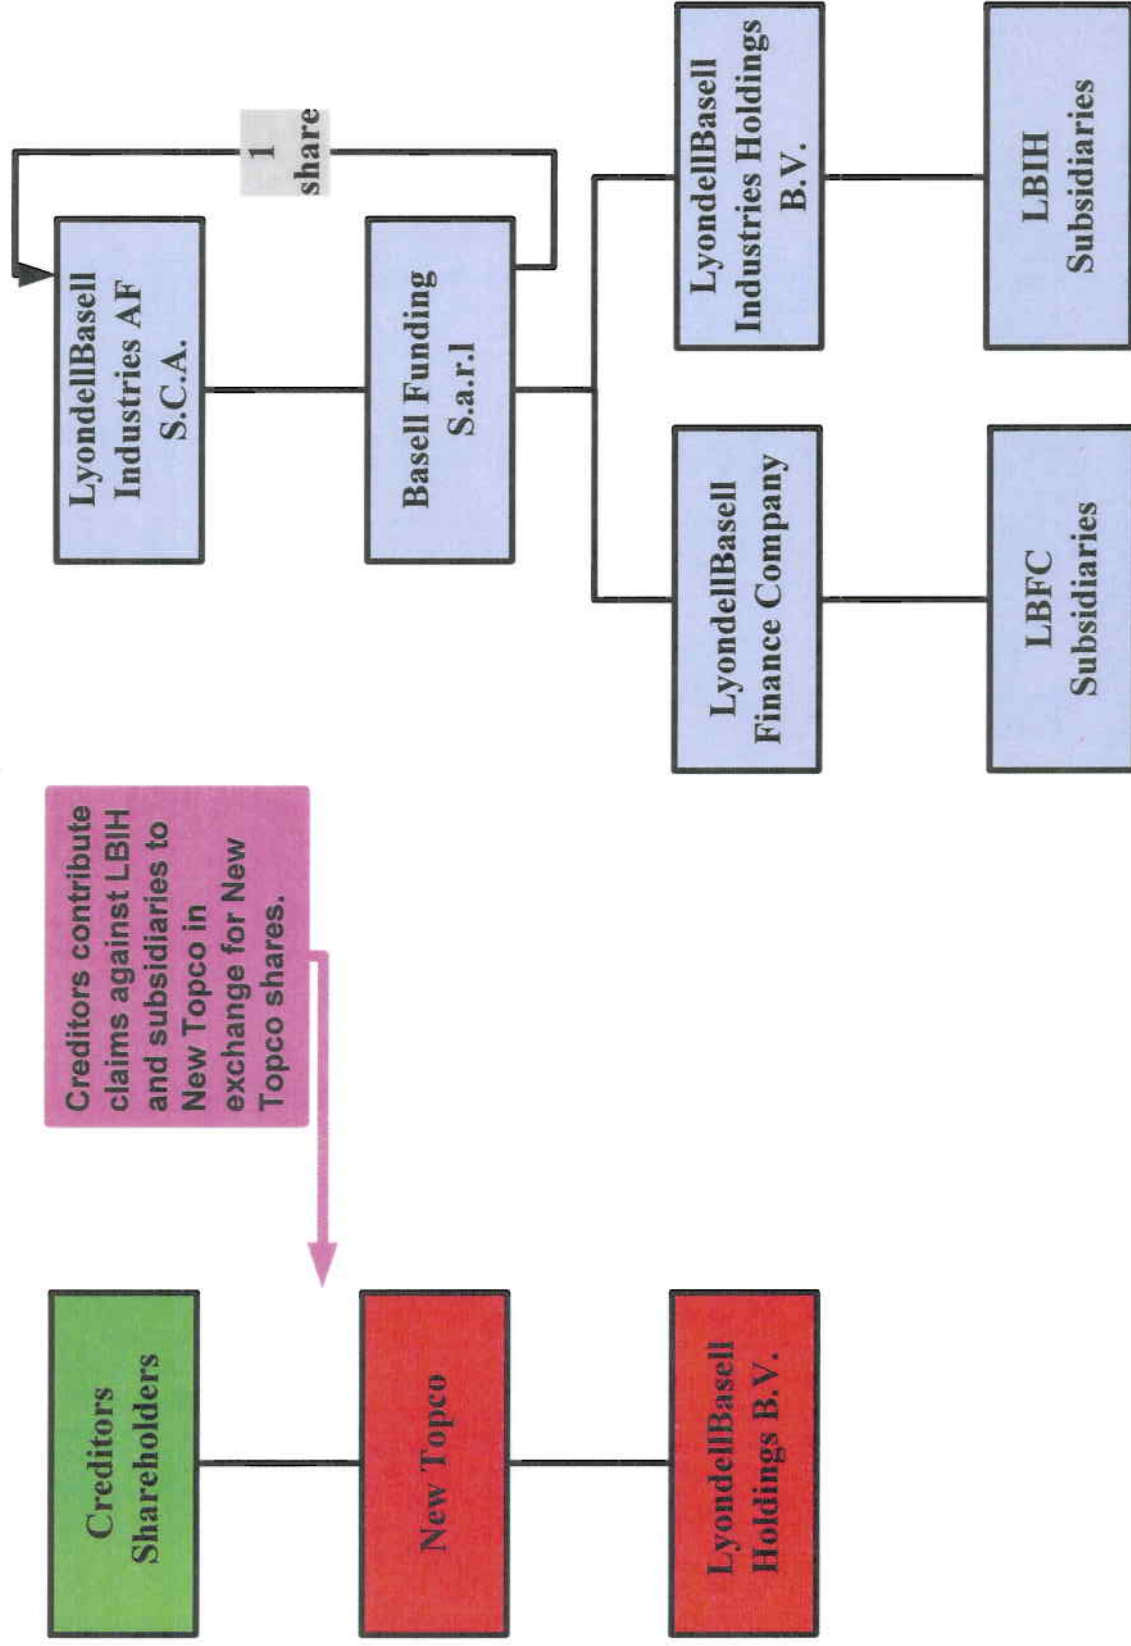 Creditors
Shareholders
New Topco
LyondellBasell
Holdings B.V.
Creditors contribute
claims against LBIH
and subsidiaries to
New Topco in
exchange for New
Topco shares.
LyondellBasell
Industries AF
S.C.A.
1
share
Basell Funding
S.a.r.l
LyondellBasell
Finance Company
LyondellBasell
Industries Holdings
B.V.
LBFC
Subsidiaries
LBIH
Subsidiaries